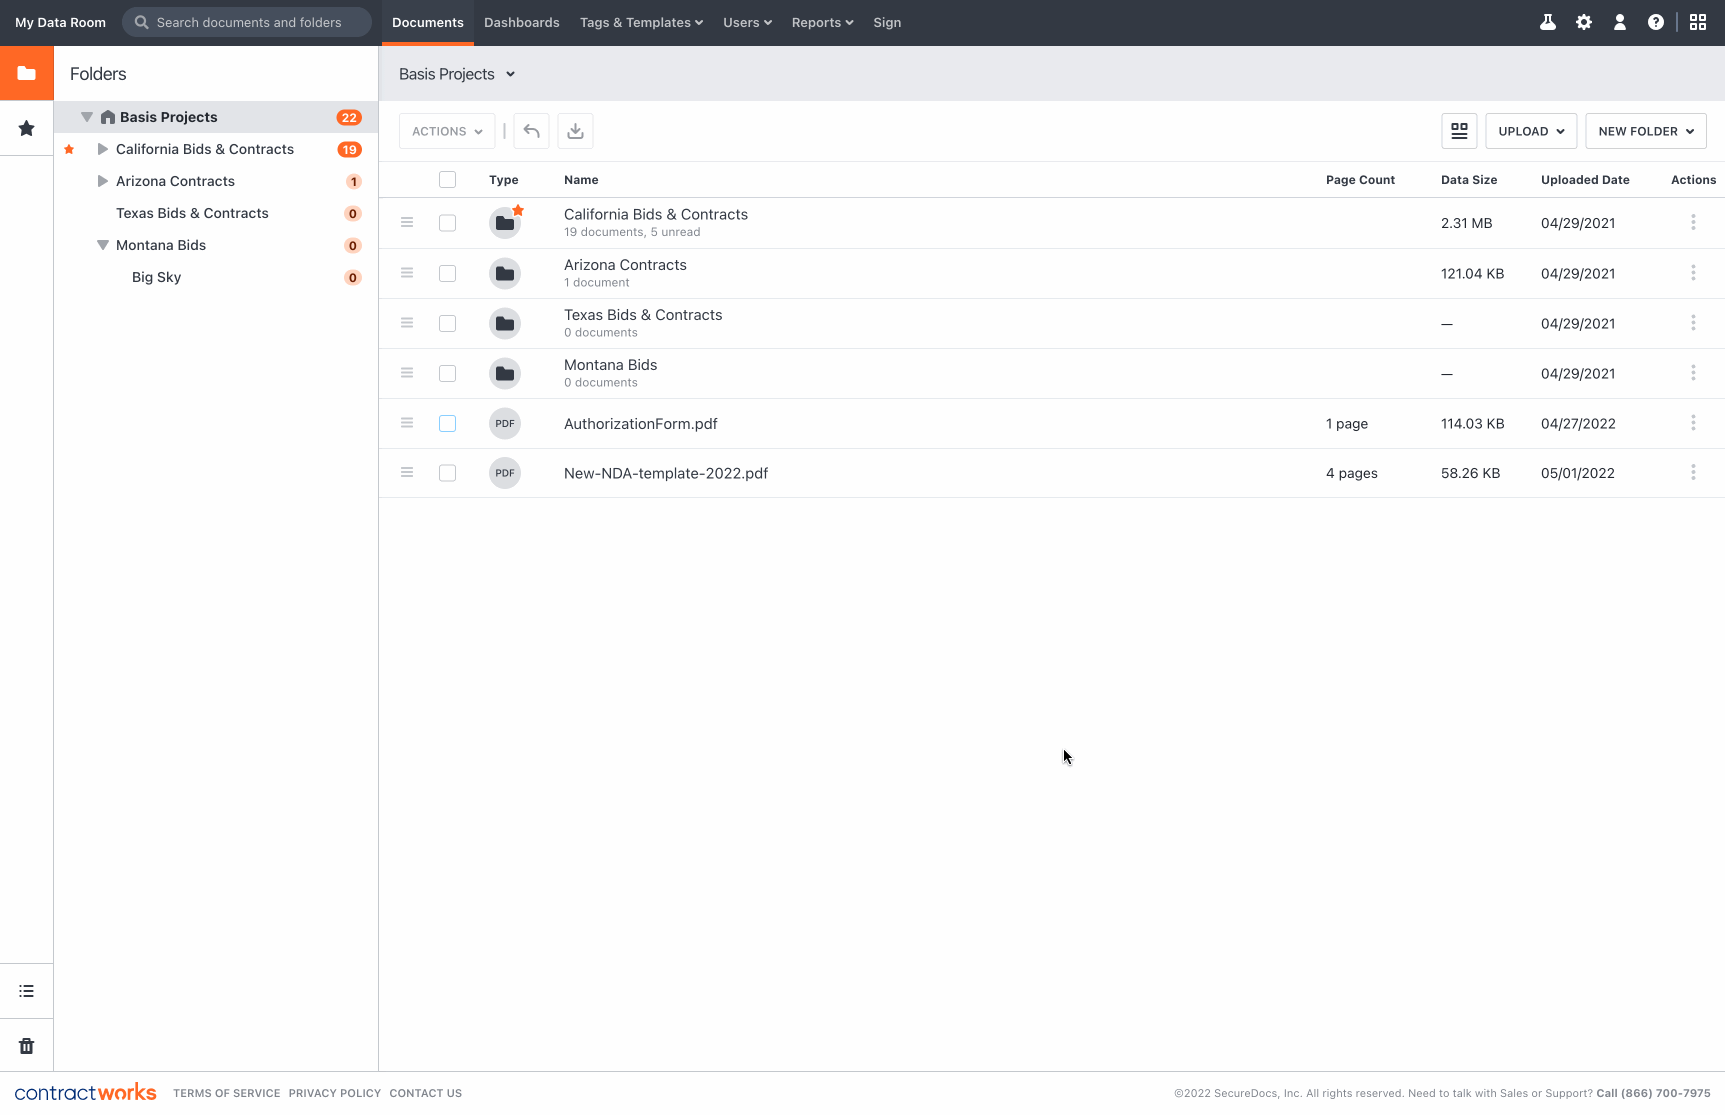 My Data Room
Search documents and folders
Documents
Dashboards
Tags & Templates
Users
Reports
Sign
Folders
Basis Projects
22
California Bids & Contracts
19
Arizona Contracts
1
Texas Bids & Contracts
0
Montana Bids
0
Big Sky
0
Basis Projects
ACTIONS
UPLOAD
NEW FOLDER
Type Name Page Count Data Size Uploaded Date Actions
California Bids & Contracts
19 documents, 5 unread
2.31 MB 04/29/2021
Arizona Contracts
1 document
121.04 KB 04/29/2021
Texas Bids & Contracts
0 documents
— 04/29/2021
Montana Bids
0 documents
— 04/29/2021
PDF AuthorizationForm.pdf 1 page 114.03 KB 04/27/2022
PDF New-NDA-template-2022.pdf 4 pages 58.26 KB 05/01/2022
contractworks TERMS OF SERVICE PRIVACY POLICY CONTACT US
©2022 SecureDocs, Inc. All rights reserved. Need to talk with Sales or Support? Call (866) 700-7975